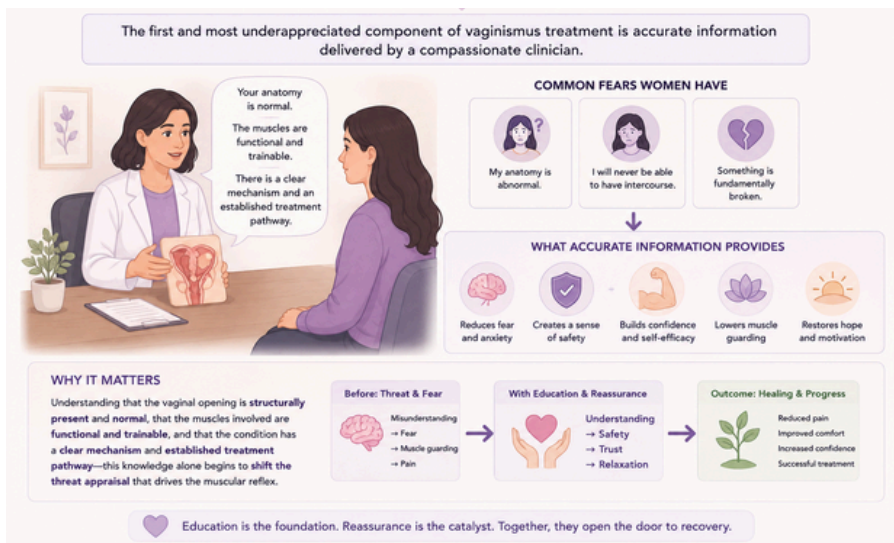 The first and most underappreciated component of vaginismus treatment is accurate information
delivered by a compassionate clinician.
Your anatomy
is normal.
The muscles are
functional and
trainable.
There is a clear
mechanism and an
established treatment
pathway.
COMMON FEARS WOMEN HAVE
?
My anatomy is
abnormal.
I will never be able
to have intercourse.
Something is
fundamentally
broken.
WHAT ACCURATE INFORMATION PROVIDES
Reduces fear
and anxiety
Creates a sense
of safety
Builds confidence
and self-efficacy
Lowers muscle
guarding
Restores hope
and motivation
WHY IT MATTERS
Understanding that the vaginal opening is structurally
present and normal, that the muscles involved are
functional and trainable, and that the condition has
a clear mechanism and established treatment
pathway—this knowledge alone begins to shift the
threat appraisal that drives the muscular reflex.
Before: Threat & Fear
Misunderstanding
→ Fear
→ Muscle guarding
→ Pain
With Education & Reassurance
Understanding
→ Safety
→ Trust
→ Relaxation
Outcome: Healing & Progress
Reduced pain
Improved comfort
Increased confidence
Successful treatment
Education is the foundation. Reassurance is the catalyst. Together, they open the door to recovery.